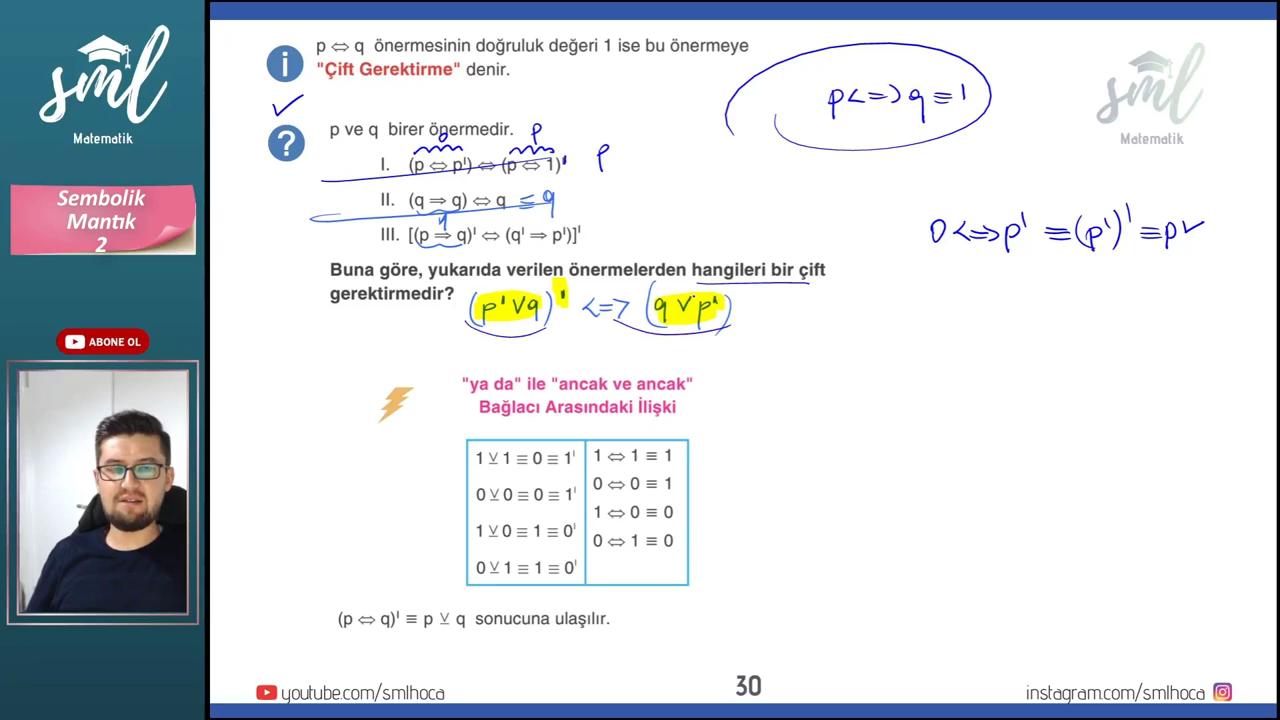 sml
Matematik
Sembolik
Mantık
2
ABONE OL
p ⇔ q önermesinin doğruluk değeri 1 ise bu önermeye
"Çift Gerektirme" denir.
p <=> q ≡ 1
sml
Matematik
p ve q birer önermedir.
0 p
I. (p ⇔ p') ⇔ (p ⇔ 1)' p
II. (q ⇒ q) ⇔ q ≡ q
1
III. [(p ⇒ q)' ⇔ (q' ⇒ p')]'
0 <=> p' ≡ (p')' ≡ p
Buna göre, yukarıda verilen önermelerden hangileri bir çift
gerektirmedir?
(p' ∨ q)' <=> (q ∨ p')
"ya da" ile "ancak ve ancak"
Bağlacı Arasındaki İlişki
1 ⊻ 1 ≡ 0 ≡ 1' 1 ⇔ 1 ≡ 1
0 ⊻ 0 ≡ 0 ≡ 1' 0 ⇔ 0 ≡ 1
1 ⊻ 0 ≡ 1 ≡ 0' 1 ⇔ 0 ≡ 0
0 ⊻ 1 ≡ 1 ≡ 0' 0 ⇔ 1 ≡ 0
(p ⇔ q)' ≡ p ⊻ q sonucuna ulaşılır.
youtube.com/smlhoca
30
instagram.com/smlhoca